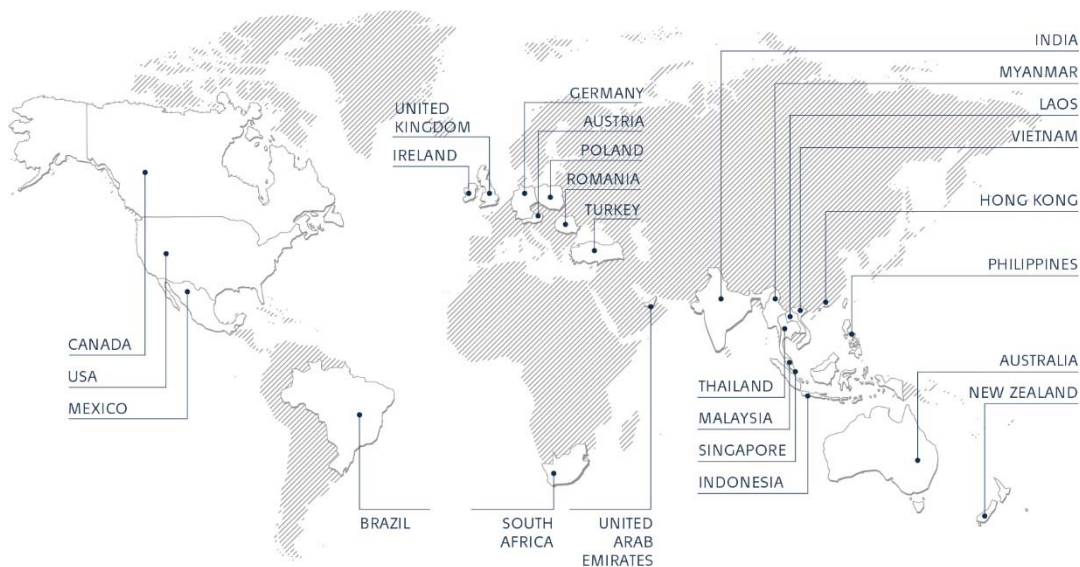 INDIA
MYANMAR
LAOS
VIETNAM
HONG KONG
PHILIPPINES
AUSTRALIA
NEW ZEALAND
GERMANY
AUSTRIA
POLAND
ROMANIA
TURKEY
UNITED
KINGDOM
IRELAND
CANADA
USA
MEXICO
THAILAND
MALAYSIA
SINGAPORE
INDONESIA
BRAZIL
SOUTH
AFRICA
UNITED
ARAB
EMIRATES